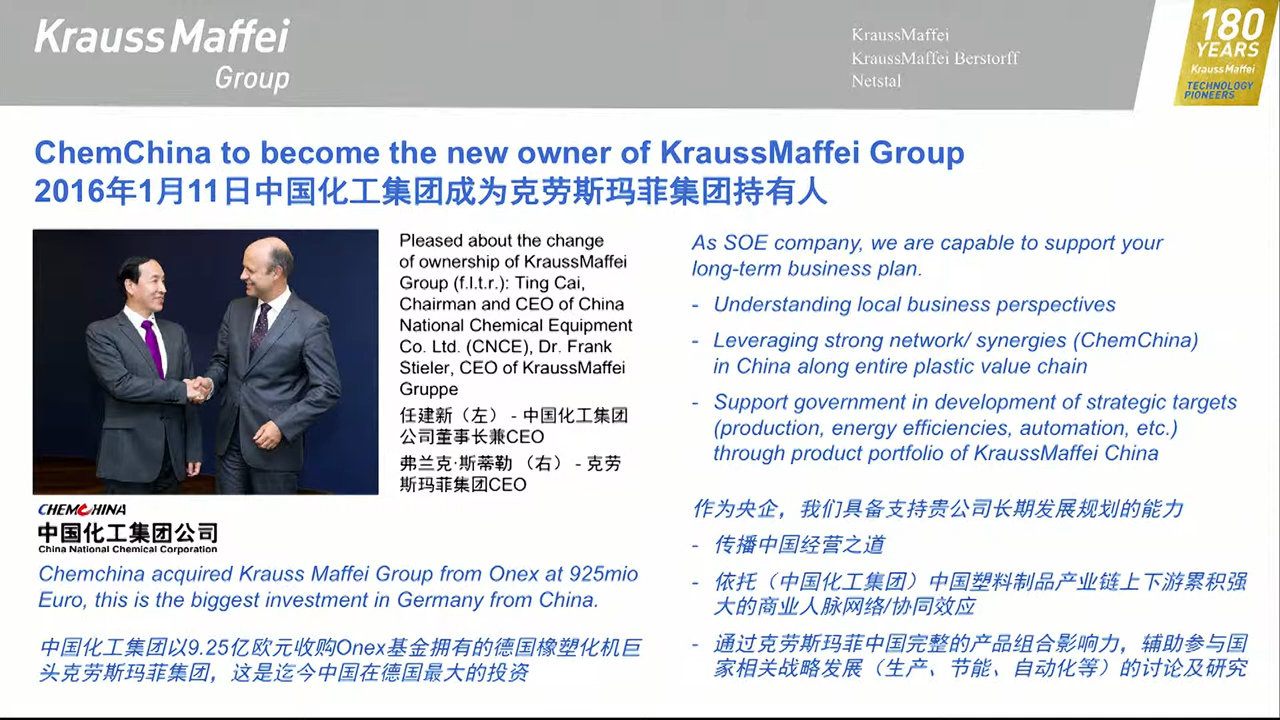 Krauss Maffei
Group
KraussMaffei
KraussMaffei Berstorff
Netstal
180
YEARS
Krauss Maffei
TECHNOLOGY
PIONEERS
ChemChina to become the new owner of KraussMaffei Group
2016年1月11日中国化工集团成为克劳斯玛菲集团持有人
Pleased about the change
of ownership of KraussMaffei
Group (f.l.t.r.): Ting Cai,
Chairman and CEO of China
National Chemical Equipment
Co. Ltd. (CNCE), Dr. Frank
Stieler, CEO of KraussMaffei
Gruppe
任建新（左） - 中国化工集团
公司董事长兼CEO
弗兰克·斯蒂勒 （右） - 克劳
斯玛菲集团CEO
CHEMCHINA
中国化工集团公司
China National Chemical Corporation
Chemchina acquired Krauss Maffei Group from Onex at 925mio
Euro, this is the biggest investment in Germany from China.
中国化工集团以9.25亿欧元收购Onex基金拥有的德国橡塑化机巨
头克劳斯玛菲集团，这是迄今中国在德国最大的投资
As SOE company, we are capable to support your
long-term business plan.
- Understanding local business perspectives
- Leveraging strong network/ synergies (ChemChina)
in China along entire plastic value chain
- Support government in development of strategic targets
(production, energy efficiencies, automation, etc.)
through product portfolio of KraussMaffei China
作为央企，我们具备支持贵公司长期发展规划的能力
- 传播中国经营之道
- 依托（中国化工集团）中国塑料制品产业链上下游累积强
大的商业人脉网络/协同效应
- 通过克劳斯玛菲中国完整的产品组合影响力，辅助参与国
家相关战略发展（生产、节能、自动化等）的讨论及研究